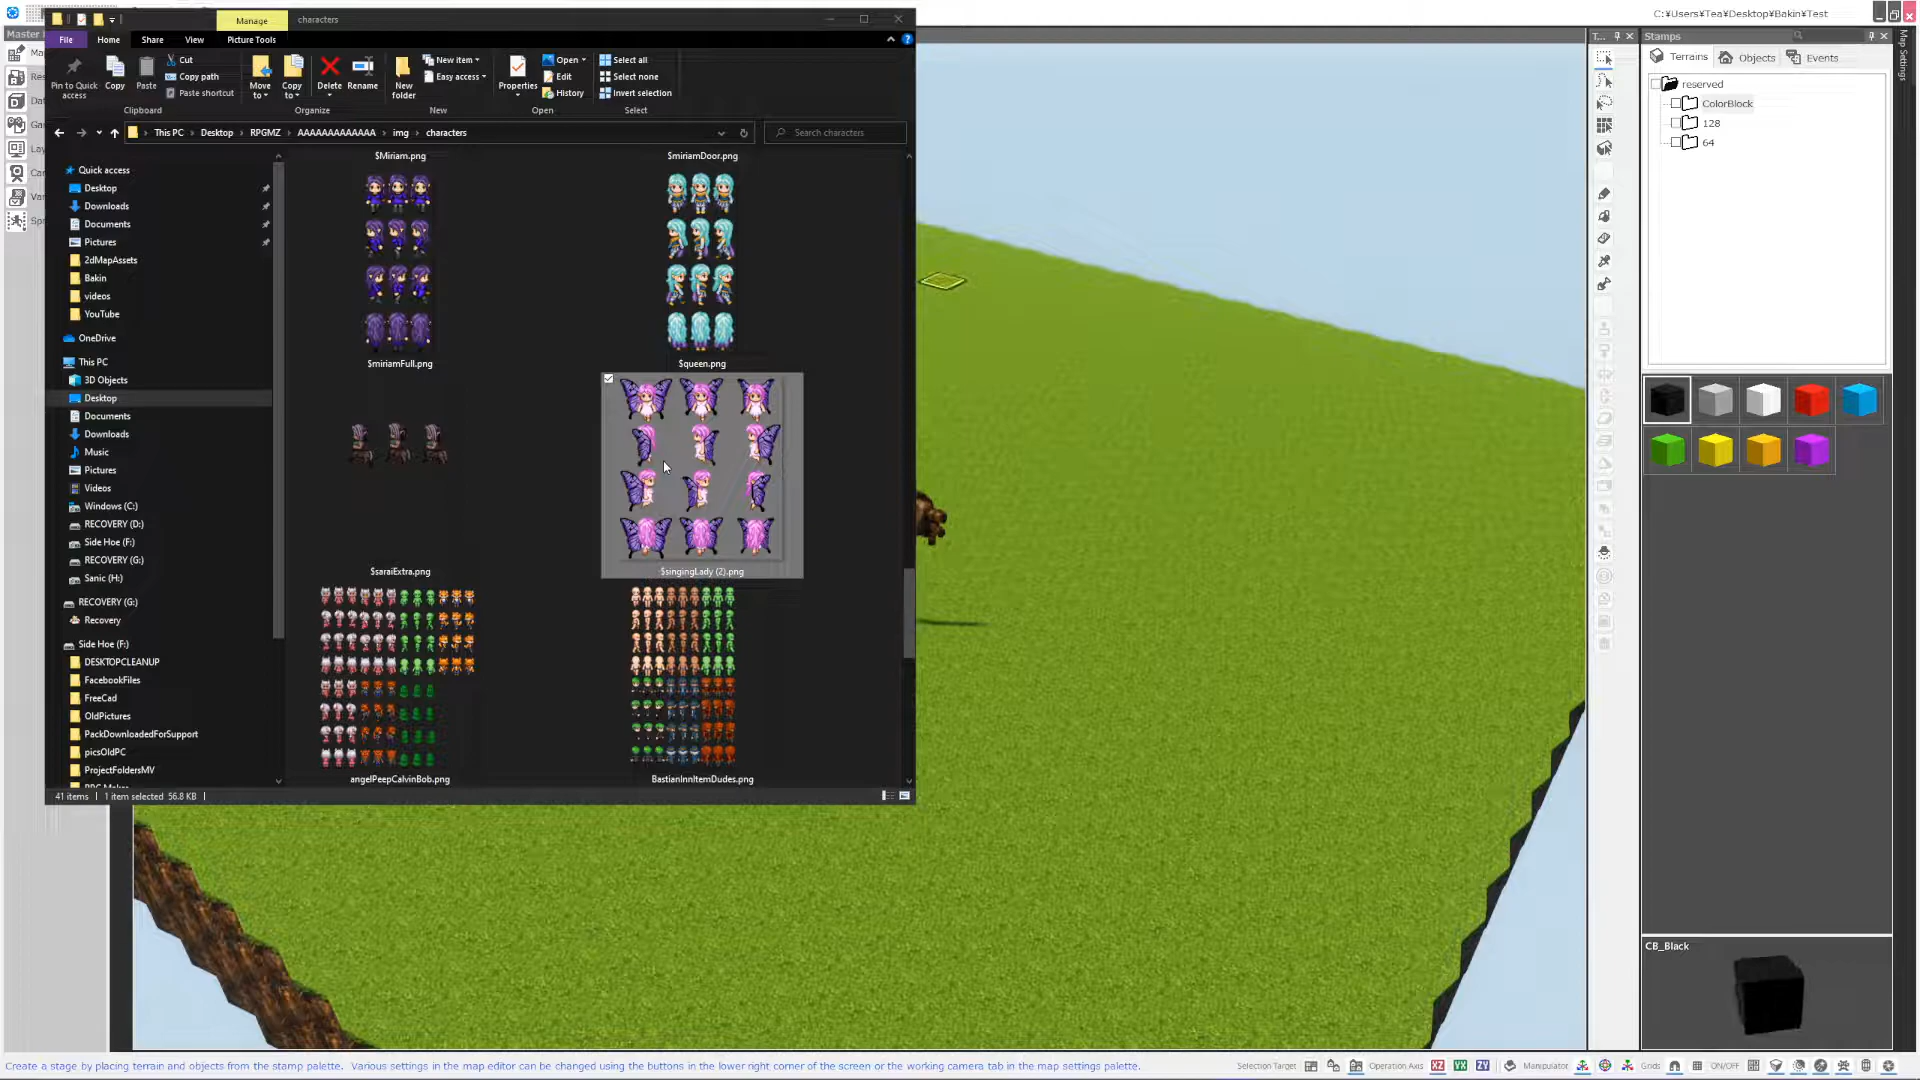 Manage
characters
C:¥Users¥Tea¥Desktop¥Bakin¥Test
File
Home
Share
View
Picture Tools
Pin to Quick access
Copy
Paste
Cut
Copy path
Paste shortcut
Move to
Copy to
Delete
Rename
New folder
New item
Easy access
Properties
Open
Edit
History
Select all
Select none
Invert selection
Clipboard
Organize
New
Open
Select
This PC
Desktop
RPGMZ
AAAAAAAAAAAAA
img
characters
Search characters
Quick access
Desktop
Downloads
Documents
Pictures
2dMapAssets
Bakin
videos
YouTube
OneDrive
This PC
3D Objects
Desktop
Documents
Downloads
Music
Pictures
Videos
Windows (C:)
RECOVERY (D:)
Side Hoe (F:)
RECOVERY (G:)
Sanic (H:)
RECOVERY (G:)
Recovery
Side Hoe (F:)
DESKTOPCLEANUP
FacebookFiles
FreeCad
OldPictures
PackDownloadedForSupport
picsOldPC
ProjectFoldersMV
$Miriam.png
$miriamDoor.png
$miriamFull.png
$queen.png
$saraiExtra.png
$singingLady (2).png
angelPeepCalvinBob.png
BastianInnItemDudes.png
41 items
1 item selected 56.8 KB
Stamps
Terrains
Objects
Events
reserved
ColorBlock
128
64
Map Settings
CB_Black
Create a stage by placing terrain and objects from the stamp palette. Various settings in the map editor can be changed using the buttons in the lower right corner of the screen or the working camera tab in the map settings palette.
Selection Target
Operation Axis
XZ
YX
ZY
Manipulator
Grids
ON/OFF